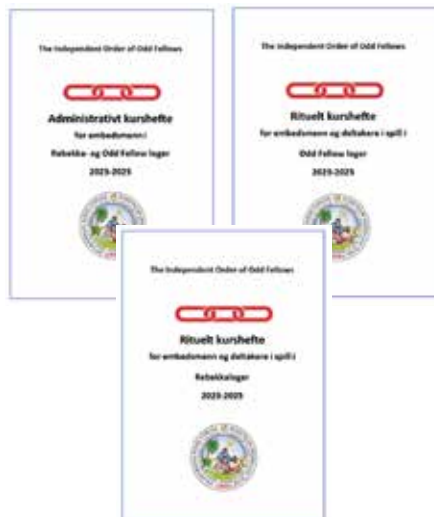 The Independent Order of Odd Fellows
Administrativt kurshefte
for embedsmenn i
Rebekka- og Odd Fellow loger
2023-2025
The Independent Order of Odd Fellows
Rituelt kurshefte
for embedsmenn og deltakere i spill i
Odd Fellow loger
2023-2025
The Independent Order of Odd Fellows
Rituelt kurshefte
for embedsmenn og deltakere i spill i
Rebekkaloger
2023-2025